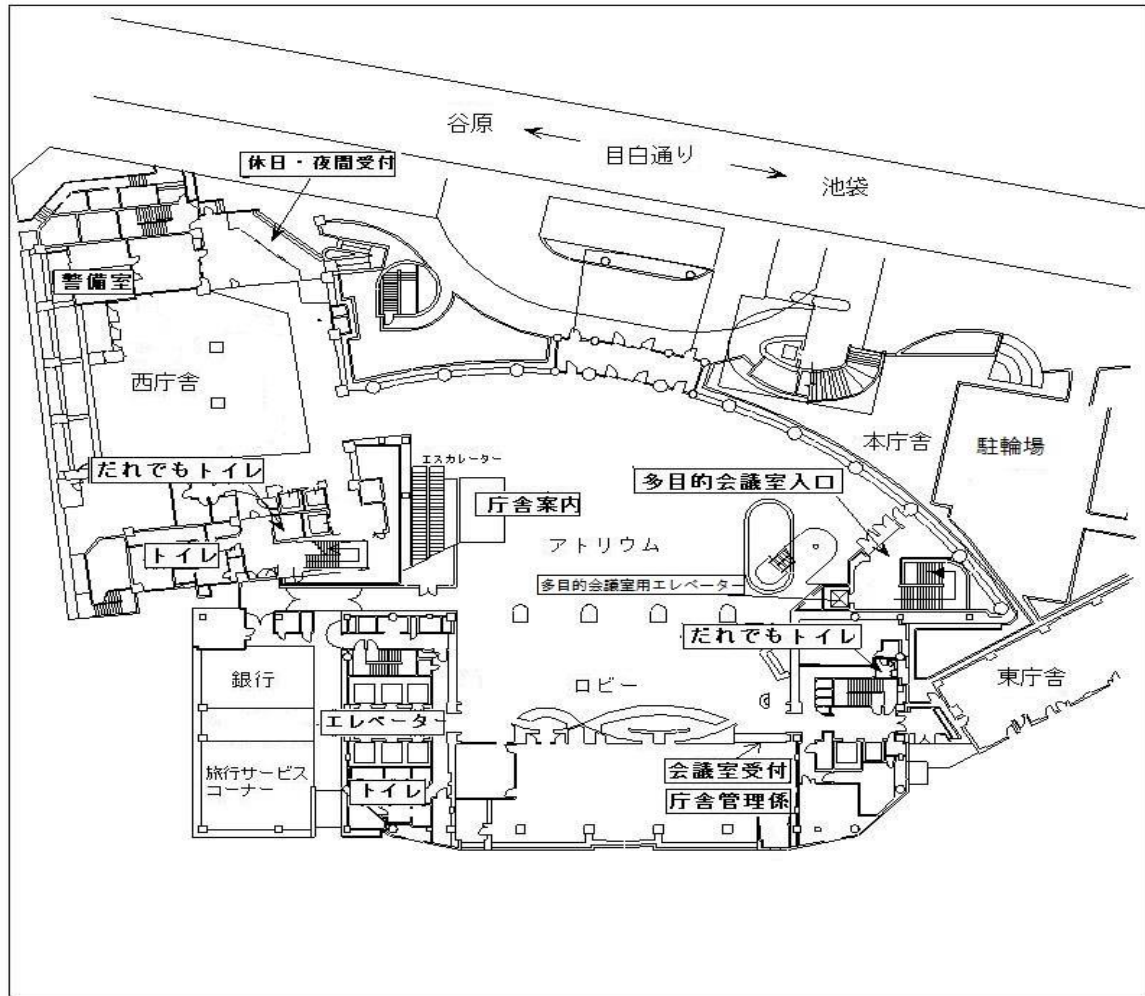 谷原
目白通り
池袋
休日・夜間受付
警備室
西庁舎
本庁舎
駐輪場
エスカレーター
だれでもトイレ
多目的会議室入口
庁舎案内
トイレ
アトリウム
多目的会議室用エレベーター
だれでもトイレ
銀行
ロビー
東庁舎
エレベーター
旅行サービス
コーナー
トイレ
会議室受付
庁舎管理係